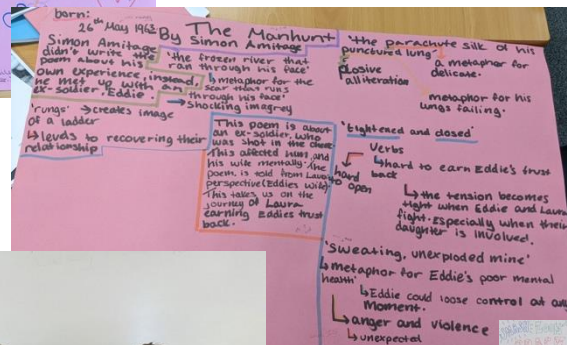 born:
26th May 1963
The Manhunt
By Simon Armitage
Simon Armitage
didn't write the
poem about his
own experience, instead,
he met up with an
ex-soldier. Eddie.
'the frozen river that
ran through his face'
↳ metaphor for the
scar that runs
through his face'
→ Shocking imagrey
'rungs' → creates image
of a ladder
↳ levels to recovering their
relationship
This poem is about
an ex-soldier. Who
was shot in the chest
This affected him, and
his wife mentally. The
poem is told from Laura
perspective (Eddies wife)
This takes us on the
journey of Laura
earning Eddies trust
back.
'the parachute silk of his
punctured lung'
a metaphor for
delicate.
plosive
alliteration
metaphor for his
lungs failing.
'tightened and closed'
Verbs
hard
to open
↳ hard to earn Eddie's trust
back
↳ the tension becomes
tight when Eddie and Laura
fight. Especially when their
daughter is involved.
'Sweating, unexploded mine'
↳ metaphor for Eddie's poor mental
health
↳ Eddie could loose control at any
Moment.
↳ anger and violence
↳ unexpected